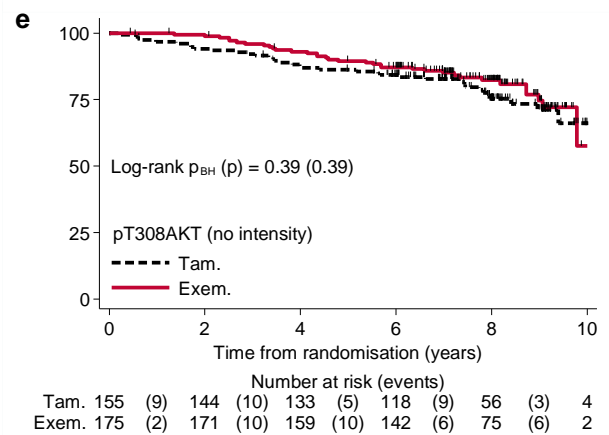 e
100
75
50
25
0
Log-rank pBH (p) = 0.39 (0.39)
pT308AKT (no intensity)
Tam.
Exem.
0 2 4 6 8 10
Time from randomisation (years)
Number at risk (events)
Tam. 155 (9) 144 (10) 133 (5) 118 (9) 56 (3) 4
Exem. 175 (2) 171 (10) 159 (10) 142 (6) 75 (6) 2